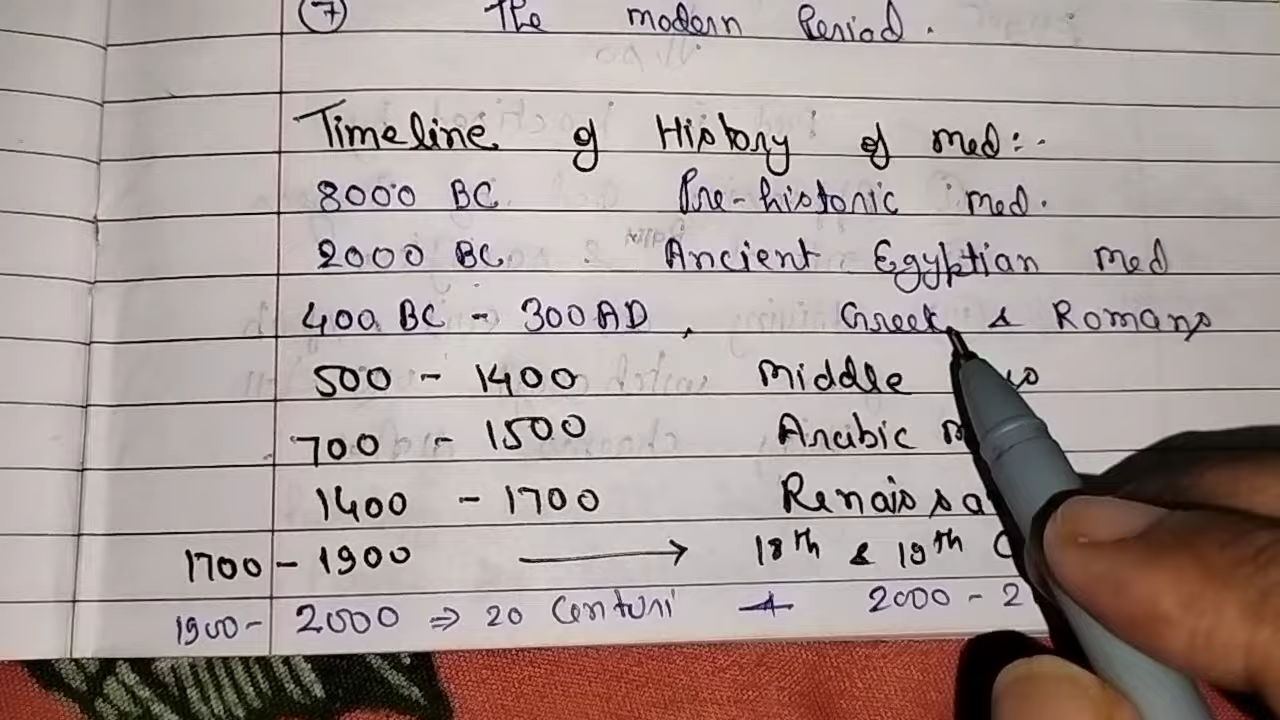 ⑦ The modern Period.
Timeline of History of med:-
8000 BC Pre-historic med.
2000 BC Ancient Egyptian med
400 BC - 300 AD, Greek & Romans
500 - 1400 Middle
700 - 1500 Arabic
1400 - 1700 Renaissa
1700 - 1900 → 18th & 19th C
1900 - 2000 ⇒ 20 Centuri + 2000 - 2